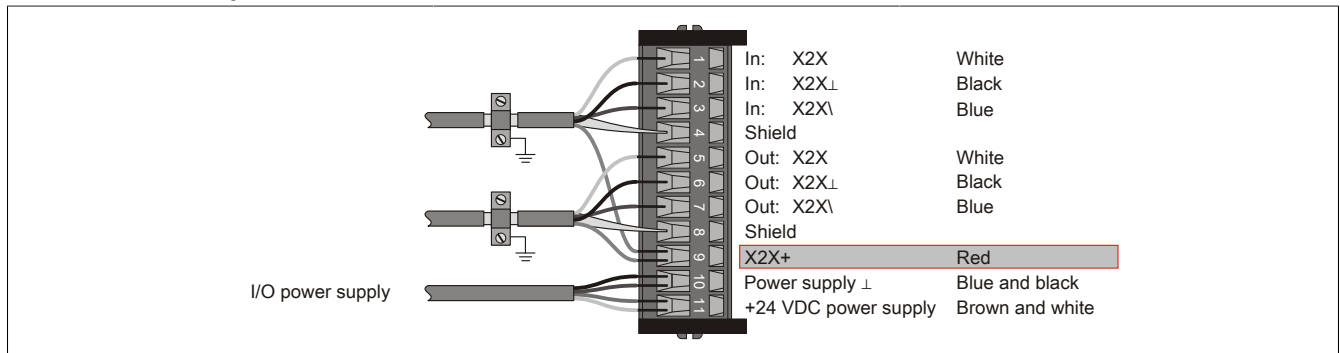 1 In: X2X White
2 In: X2X⊥ Black
3 In: X2X\ Blue
4 Shield
5 Out: X2X White
6 Out: X2X⊥ Black
7 Out: X2X\ Blue
8 Shield
9 X2X+ Red
10 Power supply ⊥ Blue and black
I/O power supply
11 +24 VDC power supply Brown and white